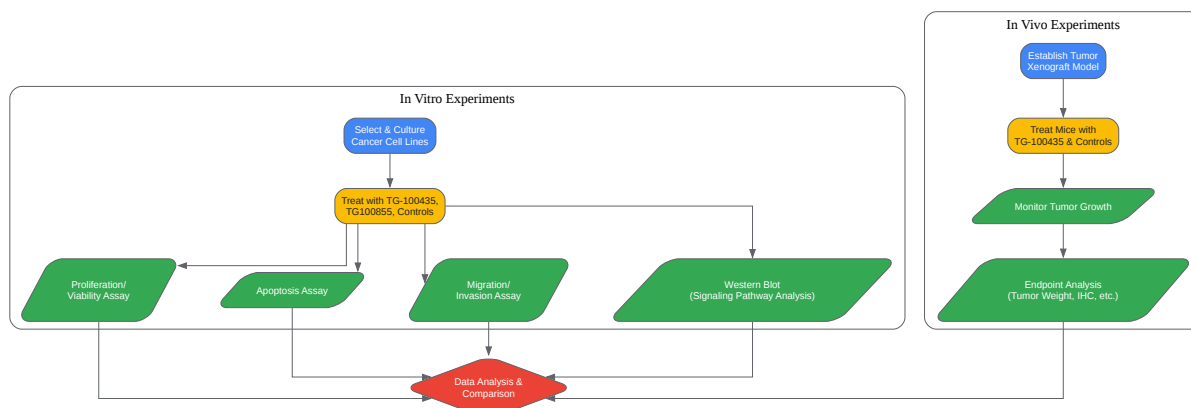 In Vivo Experiments
Establish Tumor
Xenograft Model
Treat Mice with
TG-100435 & Controls
Monitor Tumor Growth
Endpoint Analysis
(Tumor Weight, IHC, etc.)
In Vitro Experiments
Select & Culture
Cancer Cell Lines
Treat with TG-100435,
TG100855, Controls
Proliferation/
Viability Assay
Apoptosis Assay
Migration/
Invasion Assay
Western Blot
(Signaling Pathway Analysis)
Data Analysis &
Comparison